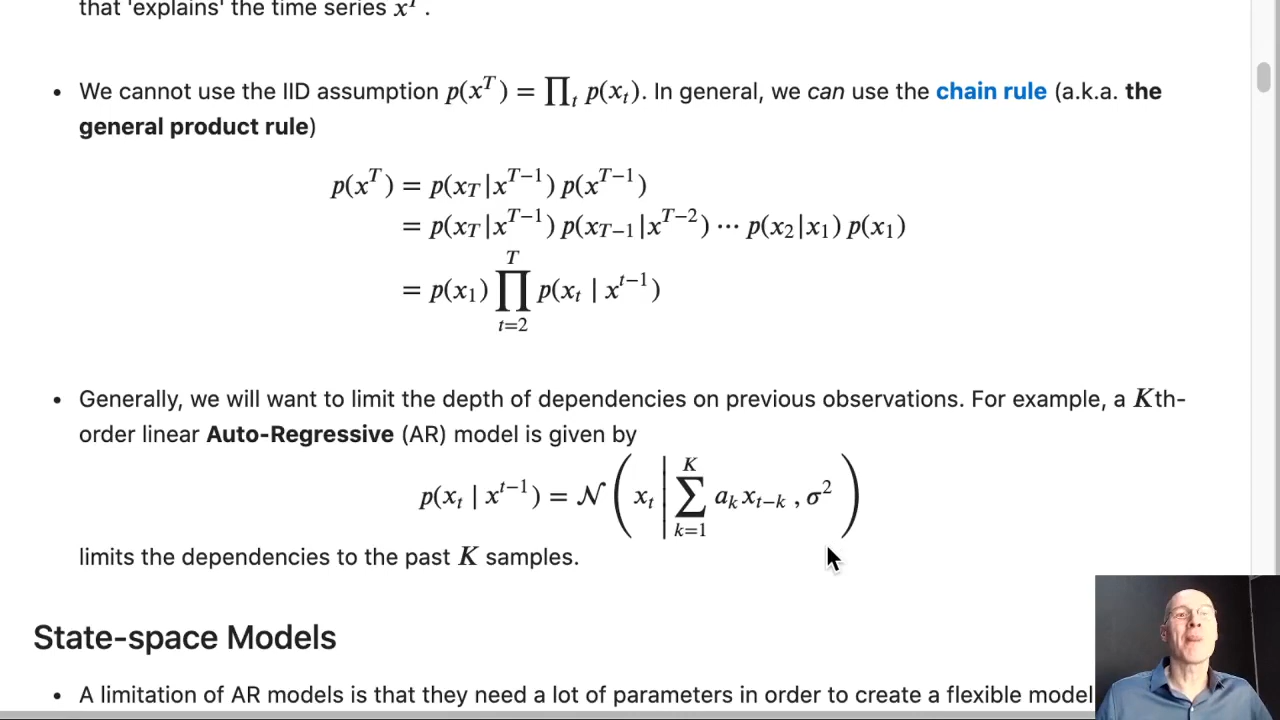 that 'explains' the time series x^T .
• We cannot use the IID assumption p(x^T) = ∏_t p(x_t). In general, we can use the chain rule (a.k.a. the
general product rule)
p(x^T) = p(x_T|x^{T−1}) p(x^{T−1})
= p(x_T|x^{T−1}) p(x_{T−1}|x^{T−2}) ⋯ p(x_2|x_1) p(x_1)
= p(x_1) ∏_{t=2}^{T} p(x_t | x^{t−1})
• Generally, we will want to limit the depth of dependencies on previous observations. For example, a Kth-
order linear Auto-Regressive (AR) model is given by
p(x_t | x^{t−1}) = 𝒩( x_t | ∑_{k=1}^{K} a_k x_{t−k} , σ^2 )
limits the dependencies to the past K samples.
State-space Models
• A limitation of AR models is that they need a lot of parameters in order to create a flexible model